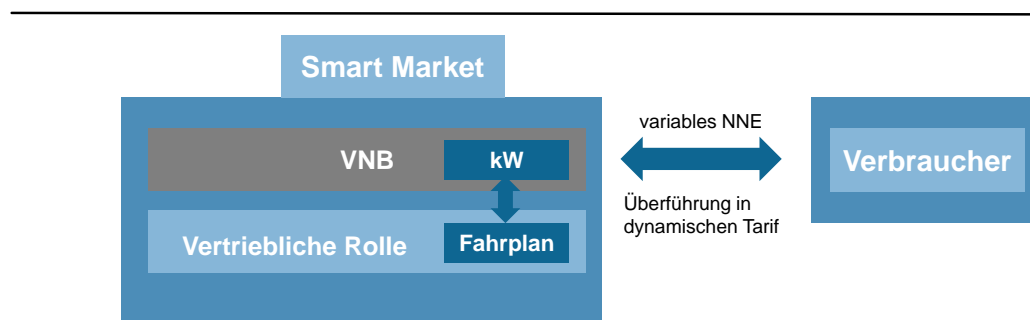 Smart Market
VNB
kW
Vertriebliche Rolle
Fahrplan
variables NNE
Überführung in
dynamischen Tarif
Verbraucher